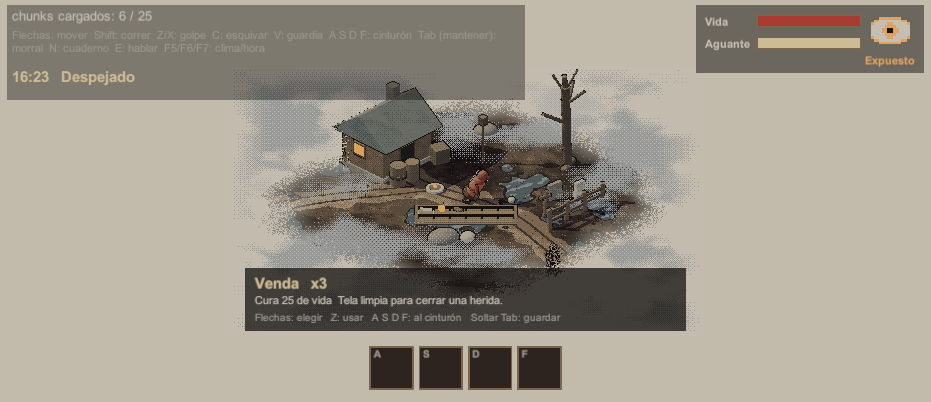 chunks cargados: 6 / 25
Flechas: mover  Shift: correr  Z/X: golpe  C: esquivar  V: guardia  A S D F: cinturón  Tab (mantener):
morral  N: cuaderno  E: hablar  F5/F6/F7: clima/hora
16:23  Despejado
Vida
Aguante
Expuesto
Venda  x3
Cura 25 de vida  Tela limpia para cerrar una herida.
Flechas: elegir  Z: usar  A S D F: al cinturón  Soltar Tab: guardar
A S D F